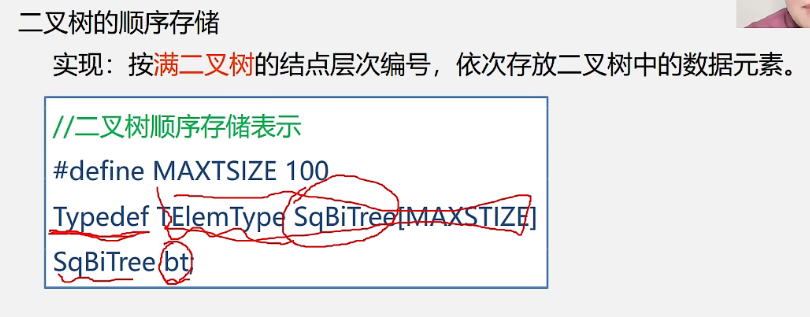 二叉树的顺序存储
实现：按满二叉树的结点层次编号，依次存放二叉树中的数据元素。
//二叉树顺序存储表示
#define MAXTSIZE 100
Typedef TElemType SqBiTree[MAXSTIZE]
SqBiTree bt;